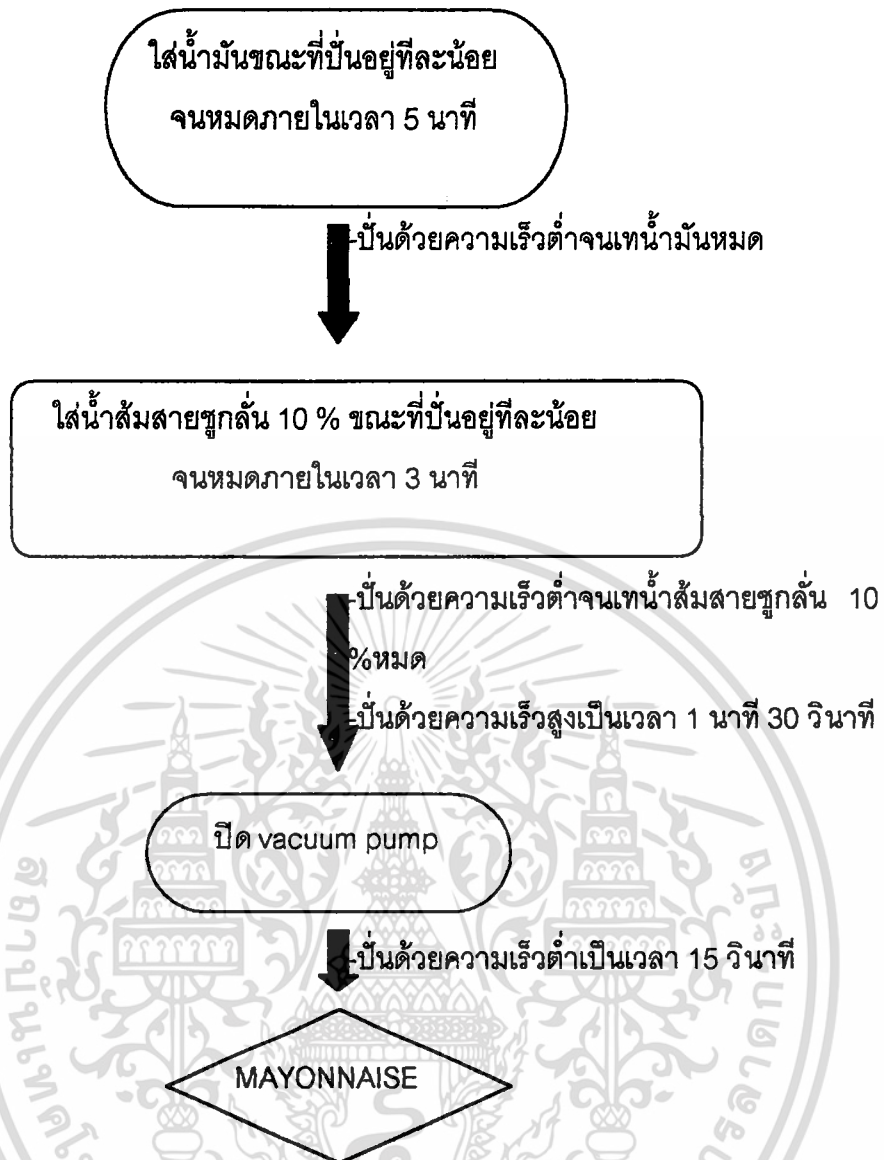 ใส่น้ำมันขณะที่ปั่นอยู่ทีละน้อย
จนหมดภายในเวลา 5 นาที
-ปั่นด้วยความเร็วต่ำจนเทน้ำมันหมด
ใส่น้ำส้มสายชูกลั่น 10 % ขณะที่ปั่นอยู่ทีละน้อย
จนหมดภายในเวลา 3 นาที
-ปั่นด้วยความเร็วต่ำจนเทน้ำส้มสายชูกลั่น 10
%หมด
-ปั่นด้วยความเร็วสูงเป็นเวลา 1 นาที 30 วินาที
ปิด vacuum pump
-ปั่นด้วยความเร็วต่ำเป็นเวลา 15 วินาที
MAYONNAISE